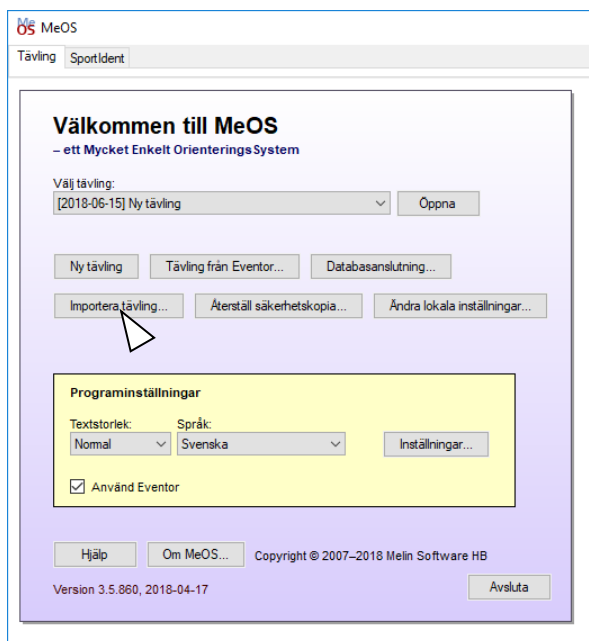 MeOS MeOS
Tävling SportIdent
Välkommen till MeOS
– ett Mycket Enkelt OrienteringsSystem
Välj tävling:
[2018-06-15] Ny tävling Öppna
Ny tävling Tävling från Eventor... Databasanslutning...
Importera tävling... Återställ säkerhetskopia... Ändra lokala inställningar...
Programinställningar
Textstorlek: Språk:
Normal Svenska Inställningar...
Använd Eventor
Hjälp Om MeOS... Copyright © 2007–2018 Melin Software HB
Version 3.5.860, 2018-04-17 Avsluta